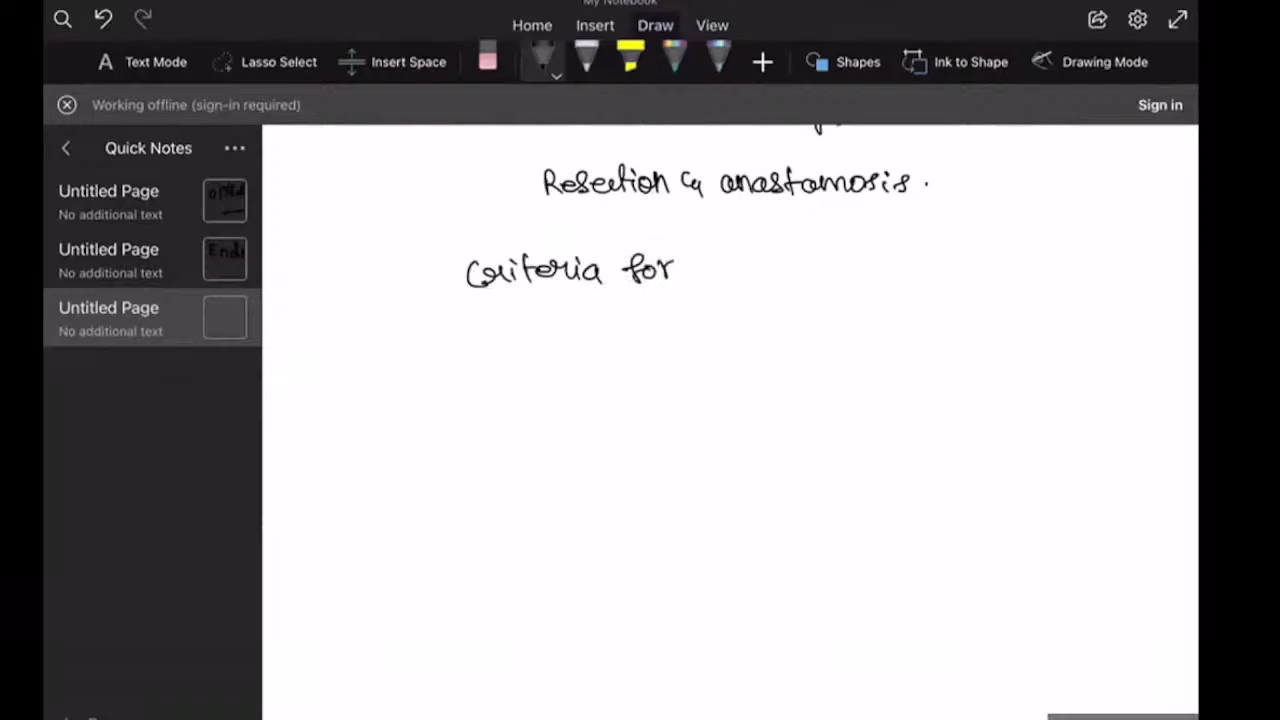 My Notebook
Home Insert Draw View
Text Mode Lasso Select Insert Space Shapes Ink to Shape Drawing Mode
Working offline (sign-in required) Sign in
Quick Notes
Untitled Page
No additional text
Untitled Page
No additional text
Untitled Page
No additional text
Resection & anastamosis.
Criteria for